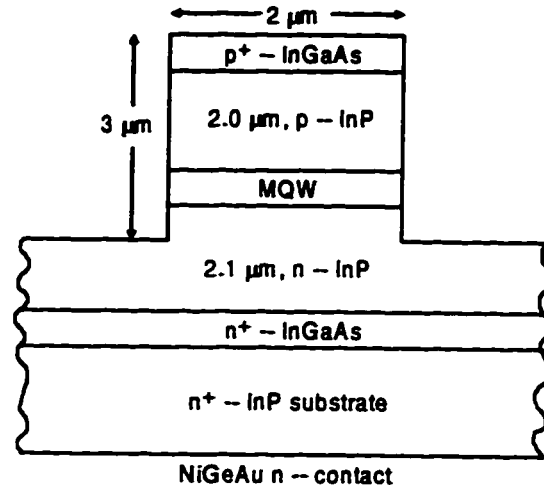 2 µm
p+ – InGaAs
3 µm
2.0 µm, p – InP
MQW
2.1 µm, n – InP
n+ – InGaAs
n+ – InP substrate
NiGeAu n – contact